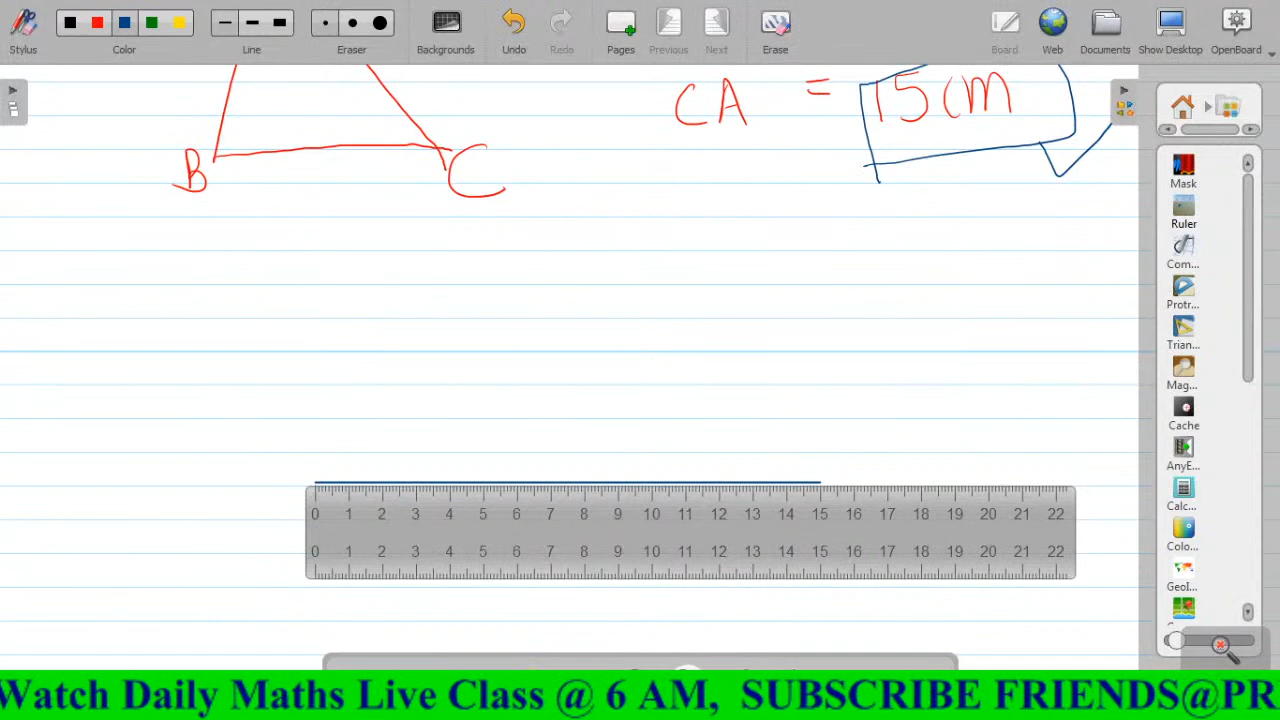 Stylus Color Line Eraser Backgrounds Undo Redo Pages Previous Next Erase Board Web Documents Show Desktop OpenBoard
CA = 15cm
B C
Mask
Ruler
Com...
Protr...
Trian...
Mag...
Cache
AnyE...
Calc...
Colo...
GeoI...
0 1 2 3 4 5 6 7 8 9 10 11 12 13 14 15 16 17 18 19 20 21 22
0 1 2 3 4 5 6 7 8 9 10 11 12 13 14 15 16 17 18 19 20 21 22
Watch Daily Maths Live Class @ 6 AM, SUBSCRIBE FRIENDS@PR